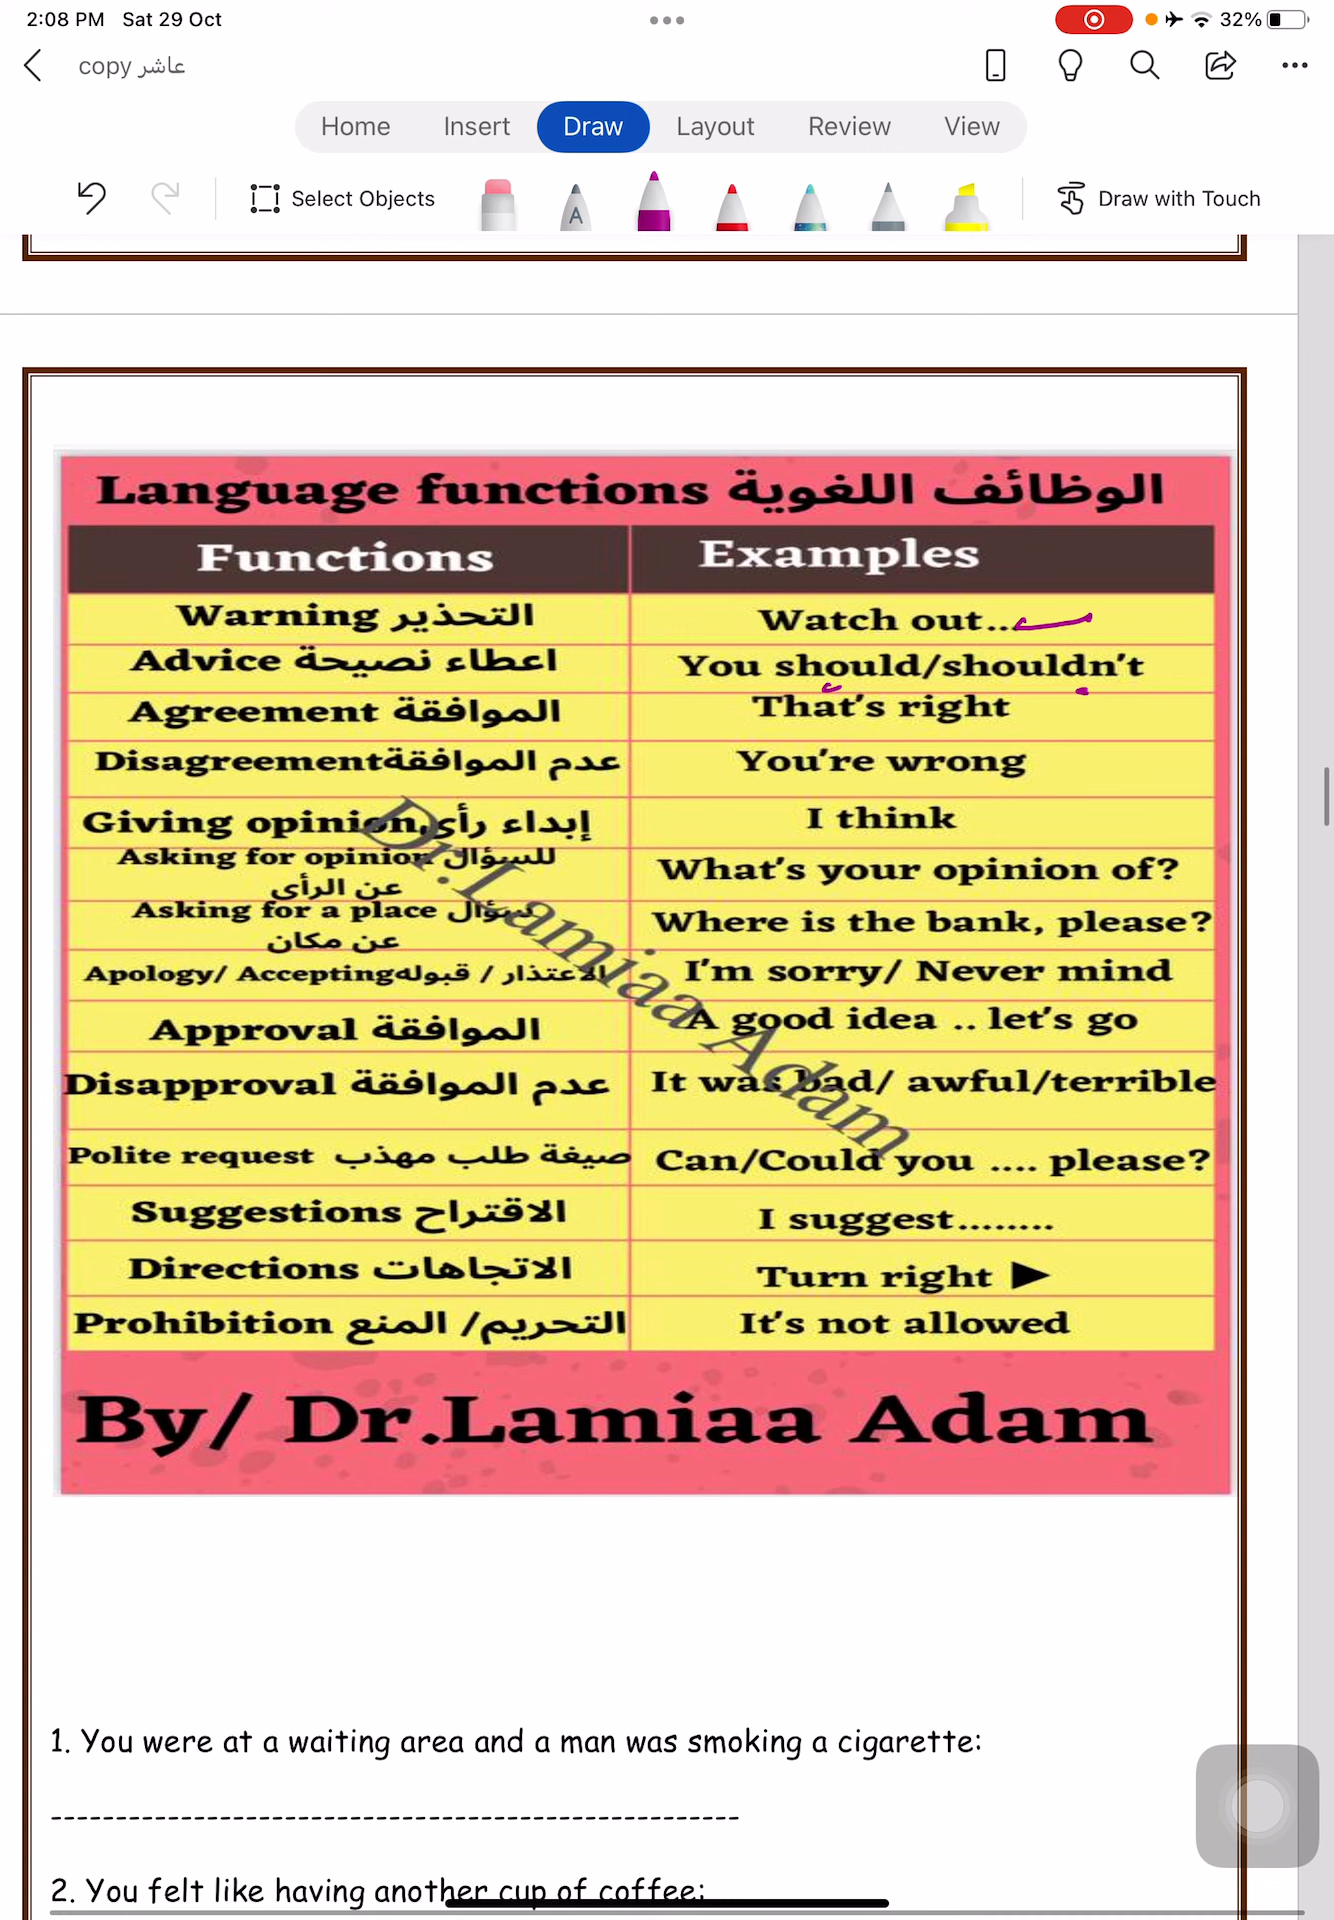 2:08 PM Sat 29 Oct 32%
copy عاشر
Home Insert Draw Layout Review View
Select Objects A Draw with Touch
Language functions الوظائف اللغوية
Functions Examples
Warning التحذير Watch out...
Advice اعطاء نصيحة You should/shouldn't
Agreement الموافقة That's right
Disagreement عدم الموافقة You're wrong
Giving opinion إبداء رأى I think
Asking for opinion للسؤال What's your opinion of?
عن الرأى
Asking for a place سؤال Where is the bank, please?
عن مكان
Apology/ Accepting الاعتذار / قبوله I'm sorry/ Never mind
Approval الموافقة A good idea .. let's go
Disapproval عدم الموافقة It was bad/ awful/terrible
Polite request صيغة طلب مهذب Can/Could you .... please?
Suggestions الاقتراح I suggest........
Directions الاتجاهات Turn right
Prohibition التحريم/ المنع It's not allowed
Dr.Lamiaa Adam
By/ Dr.Lamiaa Adam
1. You were at a waiting area and a man was smoking a cigarette:
2. You felt like having another cup of coffee: